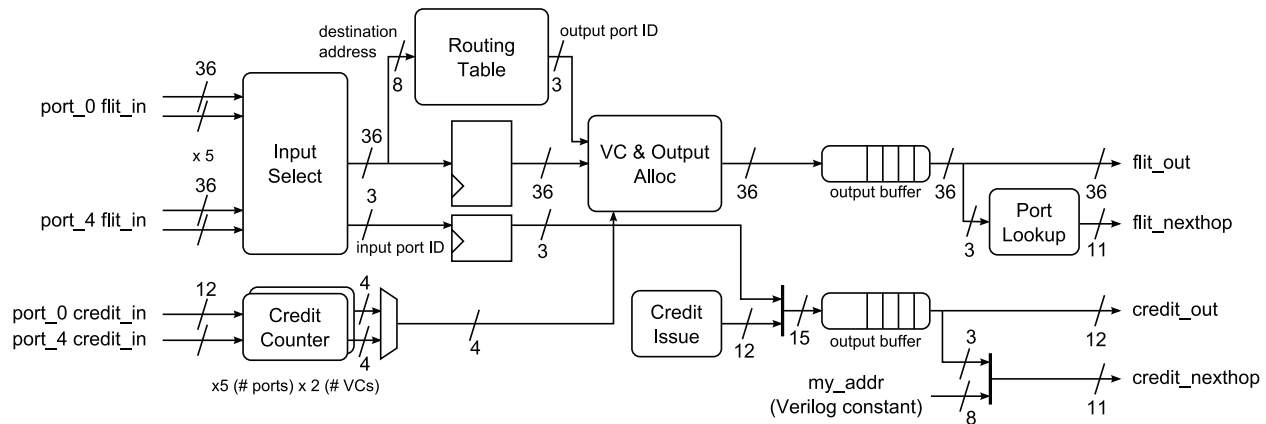 destination
address
8
Routing
Table
output port ID
3
36
port_0 flit_in
x 5
36
port_4 flit_in
Input
Select
36
3
input port ID
36
3
VC & Output
Alloc
36
output buffer
36
36
flit_out
3
Port
Lookup
11
flit_nexthop
12
port_0 credit_in
port_4 credit_in
Credit
Counter
4
4
x5 (# ports) x 2 (# VCs)
4
Credit
Issue
12
15
output buffer
12
credit_out
3
my_addr
(Verilog constant)
8
11
credit_nexthop